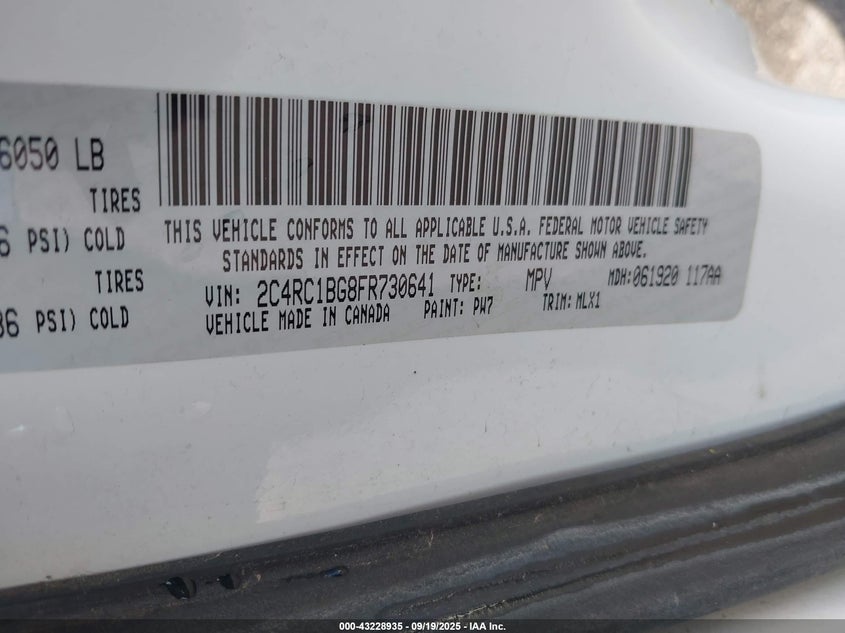 6050 LB
TIRES
6 PSI) COLD
TIRES
36 PSI) COLD
THIS VEHICLE CONFORMS TO ALL APPLICABLE U.S.A. FEDERAL MOTOR VEHICLE SAFETY
STANDARDS IN EFFECT ON THE DATE OF MANUFACTURE SHOWN ABOVE.
VIN: 2C4RC1BG8FR730641 TYPE: MPV MDH:061920 117AA
VEHICLE MADE IN CANADA PAINT: PW7 TRIM: MLX1
000-43228935 - 09/19/2025 - IAA Inc.